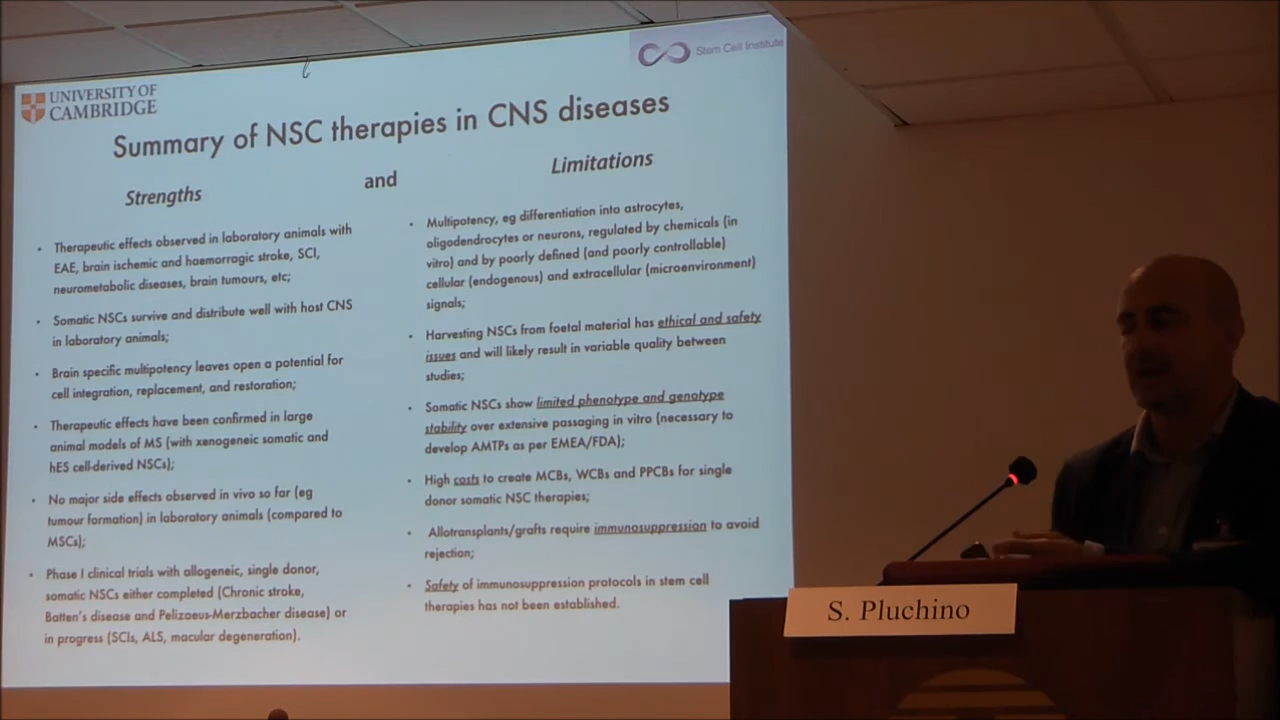 UNIVERSITY OF
CAMBRIDGE
Stem Cell Institute
Summary of NSC therapies in CNS diseases
Strengths
and
Limitations
• Therapeutic effects observed in laboratory animals with
EAE, brain ischemic and haemorragic stroke, SCI,
neurometabolic diseases, brain tumours, etc;
• Somatic NSCs survive and distribute well with host CNS
in laboratory animals;
• Brain specific multipotency leaves open a potential for
cell integration, replacement, and restoration;
• Therapeutic effects have been confirmed in large
animal models of MS (with xenogeneic somatic and
hES cell-derived NSCs);
• No major side effects observed in vivo so far (eg
tumour formation) in laboratory animals (compared to
MSCs);
• Phase I clinical trials with allogeneic, single donor,
somatic NSCs either completed (Chronic stroke,
Batten's disease and Pelizaeus-Merzbacher disease) or
in progress (SCIs, ALS, macular degeneration).
• Multipotency, eg differentiation into astrocytes,
oligodendrocytes or neurons, regulated by chemicals (in
vitro) and by poorly defined (and poorly controllable)
cellular (endogenous) and extracellular (microenvironment)
signals;
• Harvesting NSCs from foetal material has ethical and safety
issues and will likely result in variable quality between
studies;
• Somatic NSCs show limited phenotype and genotype
stability over extensive passaging in vitro (necessary to
develop AMTPs as per EMEA/FDA);
• High costs to create MCBs, WCBs and PPCBs for single
donor somatic NSC therapies;
• Allotransplants/grafts require immunosuppression to avoid
rejection;
• Safety of immunosuppression protocols in stem cell
therapies has not been established.
S. Pluchino